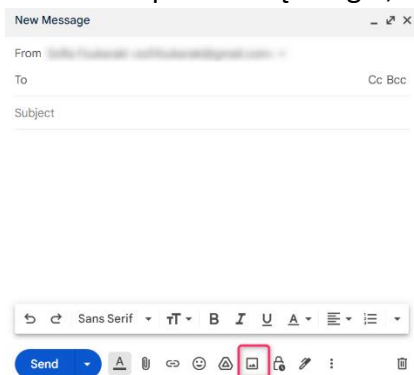 New Message
From
To Cc Bcc
Subject
Sans Serif B I U A
Send A